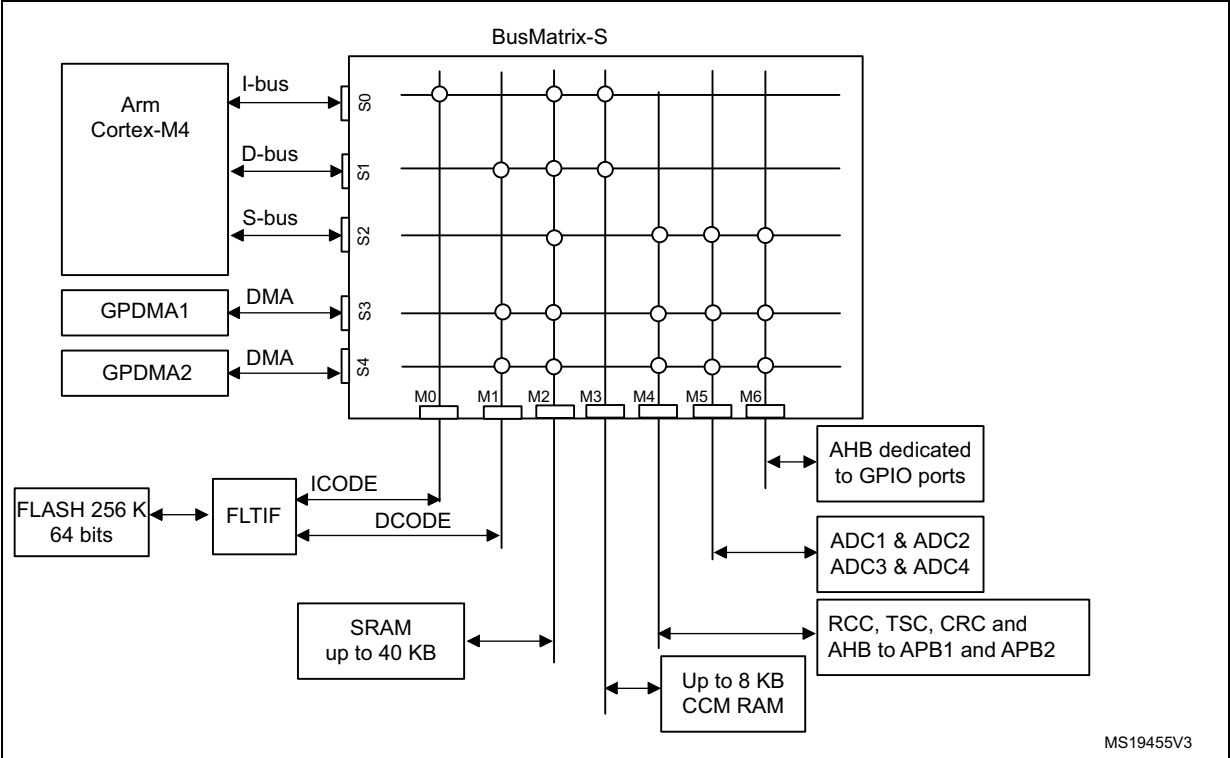 BusMatrix-S
Arm
Cortex-M4
I-bus
S0
D-bus
S1
S-bus
S2
GPDMA1
DMA
S3
GPDMA2
DMA
S4
M0
M1
M2
M3
M4
M5
M6
AHB dedicated
to GPIO ports
FLASH 256 K
64 bits
FLTIF
ICODE
DCODE
ADC1 & ADC2
ADC3 & ADC4
SRAM
up to 40 KB
RCC, TSC, CRC and
AHB to APB1 and APB2
Up to 8 KB
CCM RAM
MS19455V3